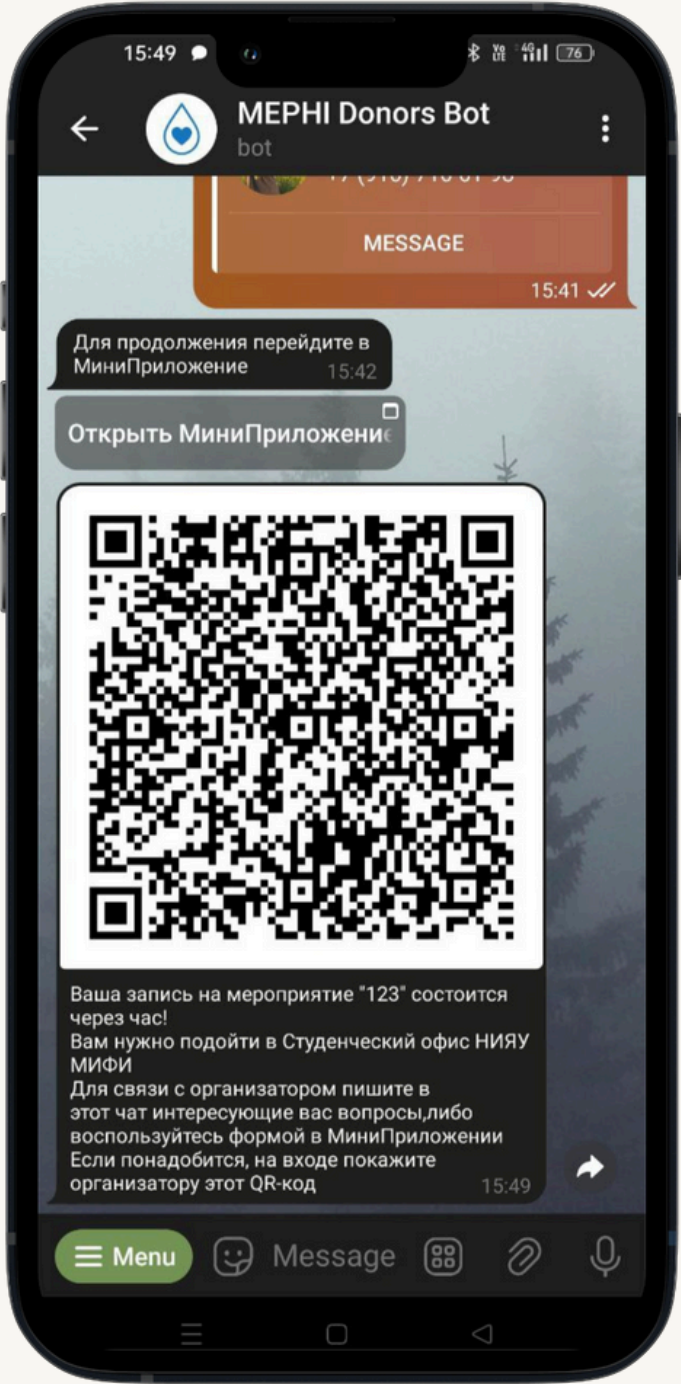 15:49
76
MEPHI Donors Bot
bot
MESSAGE
15:41
Для продолжения перейдите в
МиниПриложение
15:42
Открыть МиниПриложени
Ваша запись на мероприятие "123" состоится
через час!
Вам нужно подойти в Студенческий офис НИЯУ
МИФИ
Для связи с организатором пишите в
этот чат интересующие вас вопросы,либо
воспользуйтесь формой в МиниПриложении
Если понадобится, на входе покажите
организатору этот QR-код
15:49
Menu
Message